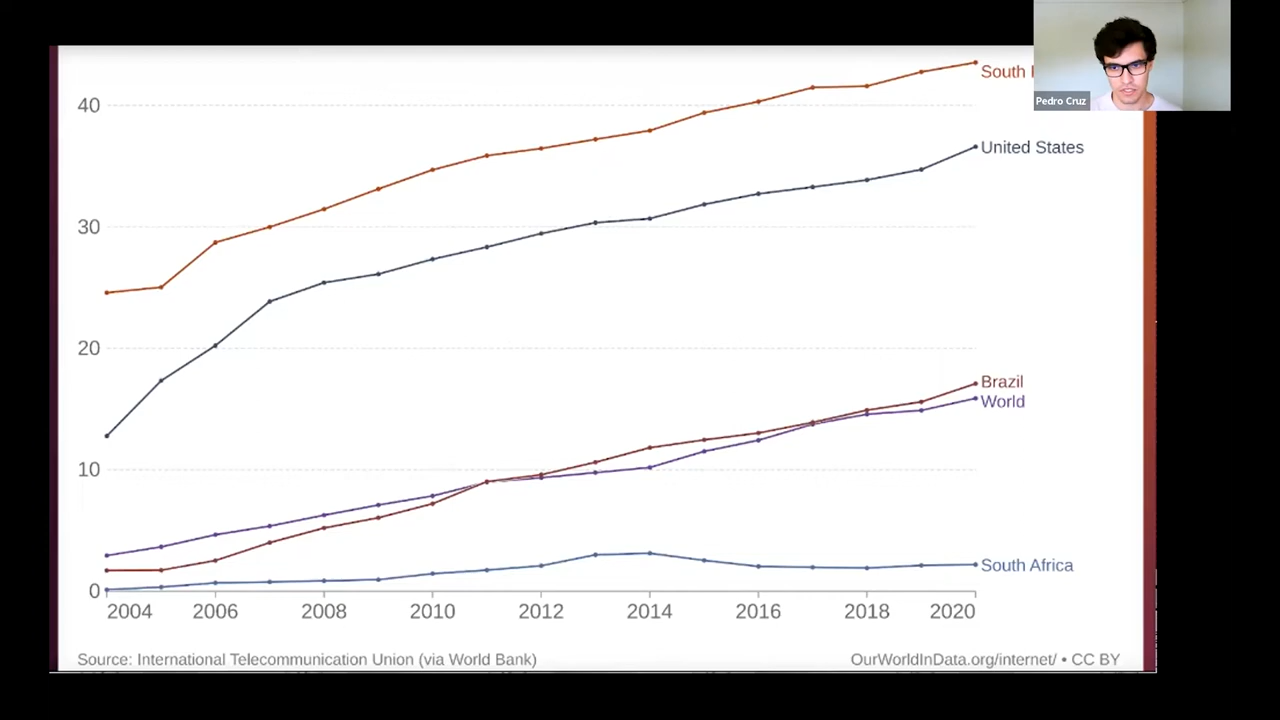 40
South
Pedro Cruz
United States
30
20
Brazil
World
10
South Africa
0
2004 2006 2008 2010 2012 2014 2016 2018 2020
Source: International Telecommunication Union (via World Bank)
OurWorldInData.org/internet/ • CC BY